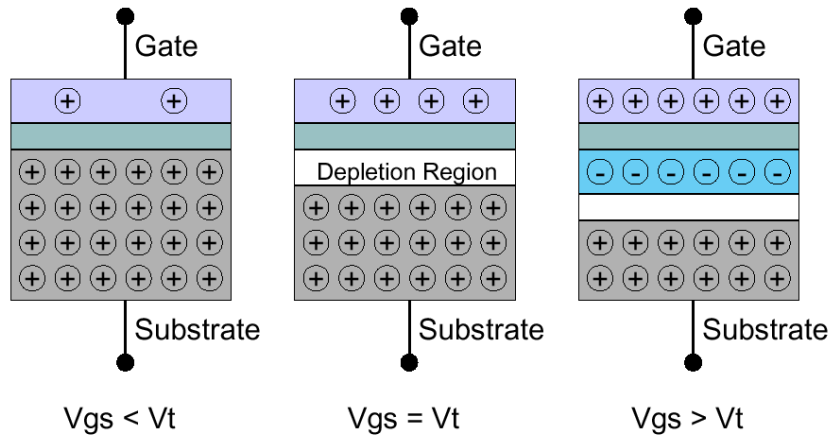 Gate
Gate
Gate
+ +
+ + + +
+ + + + + +
+ + + + + +
Depletion Region
- - - - - -
+ + + + + +
+ + + + + +
+ + + + + +
+ + + + + +
+ + + + + +
+ + + + + +
+ + + + + +
+ + + + + +
Substrate
Substrate
Substrate
Vgs < Vt
Vgs = Vt
Vgs > Vt